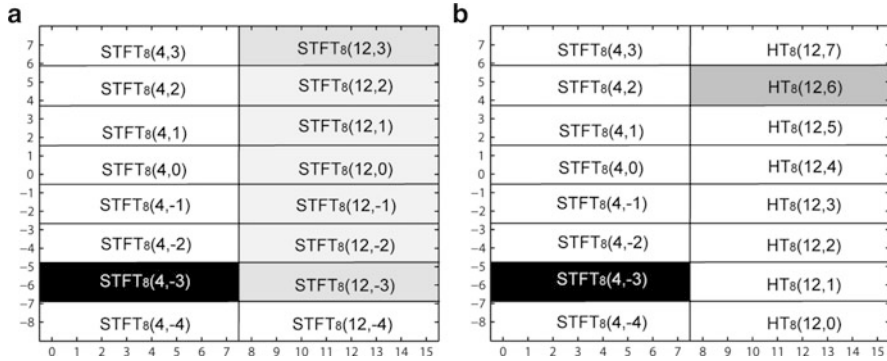 a b
7 STFT8(4,3) STFT8(12,3) 7 STFT8(4,3) HT8(12,7)
6 6
5 STFT8(4,2) STFT8(12,2) 5 STFT8(4,2) HT8(12,6)
4 4
3 3
2 STFT8(4,1) STFT8(12,1) 2 STFT8(4,1) HT8(12,5)
1 1
0 STFT8(4,0) STFT8(12,0) 0 STFT8(4,0) HT8(12,4)
-1 -1
-2 STFT8(4,-1) STFT8(12,-1) -2 STFT8(4,-1) HT8(12,3)
-3 -3
-4 STFT8(4,-2) STFT8(12,-2) -4 STFT8(4,-2) HT8(12,2)
-5 -5
-6 STFT8(4,-3) STFT8(12,-3) -6 STFT8(4,-3) HT8(12,1)
-7 -7
-8 STFT8(4,-4) STFT8(12,-4) -8 STFT8(4,-4) HT8(12,0)
0 1 2 3 4 5 6 7 8 9 10 11 12 13 14 15 0 1 2 3 4 5 6 7 8 9 10 11 12 13 14 15